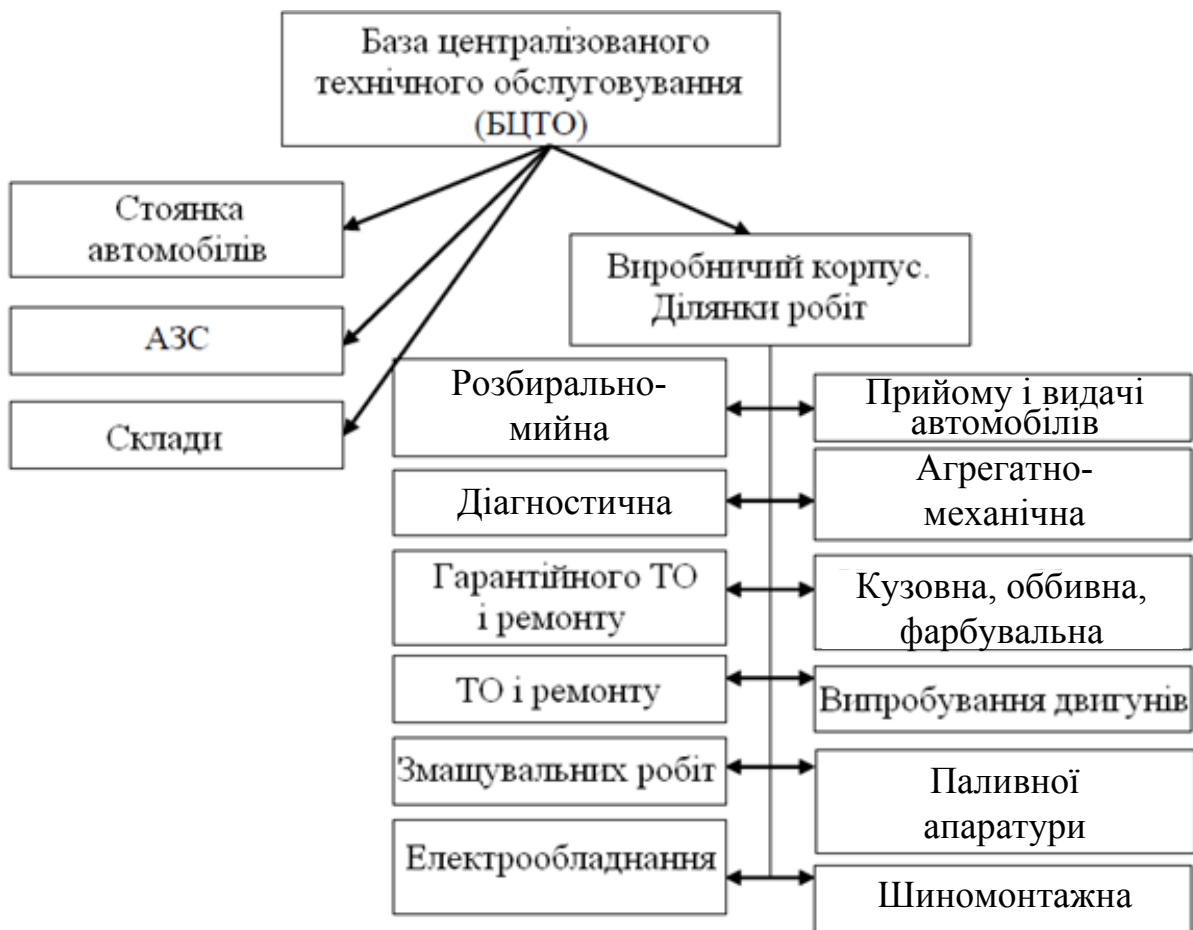 База централізованого
технічного обслуговування
(БЦТО)
Стоянка
автомобілів
АЗС
Склади
Виробничий корпус.
Ділянки робіт
Розбирально-
мийна
Прийому і видачі
автомобілів
Діагностична
Агрегатно-
механічна
Гарантійного ТО
і ремонту
Кузовна, оббивна,
фарбувальна
ТО і ремонту
Випробування двигунів
Змащувальних робіт
Паливної
апаратури
Електрообладнання
Шиномонтажна